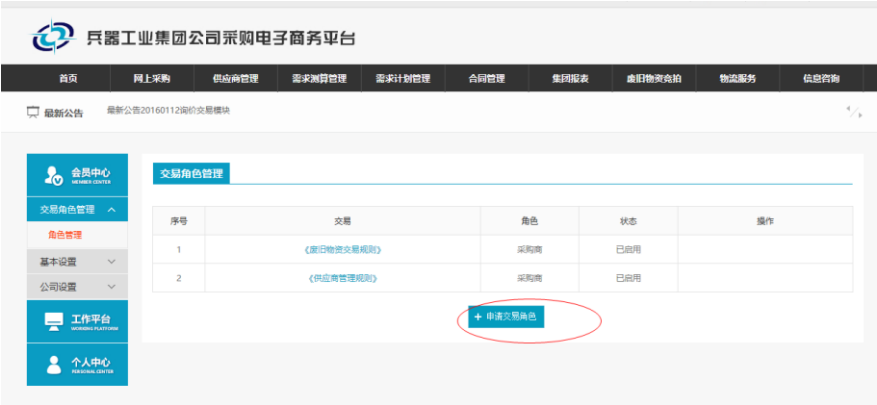 兵器工业集团公司采购电子商务平台
首页 网上采购 供应商管理 需求测算管理 需求计划管理 合同管理 集团报表 废旧物资竞拍 物流服务 信息咨询
最新公告 最新公告20160112询价交易模块
会员中心
MEMBER CENTER
交易角色管理
角色管理
基本设置
公司设置
工作平台
WORKING PLATFORM
个人中心
PERSONAL CENTER
交易角色管理
序号 交易 角色 状态 操作
1 《废旧物资交易规则》 采购商 已启用
2 《供应商管理规则》 采购商 已启用
+ 申请交易角色